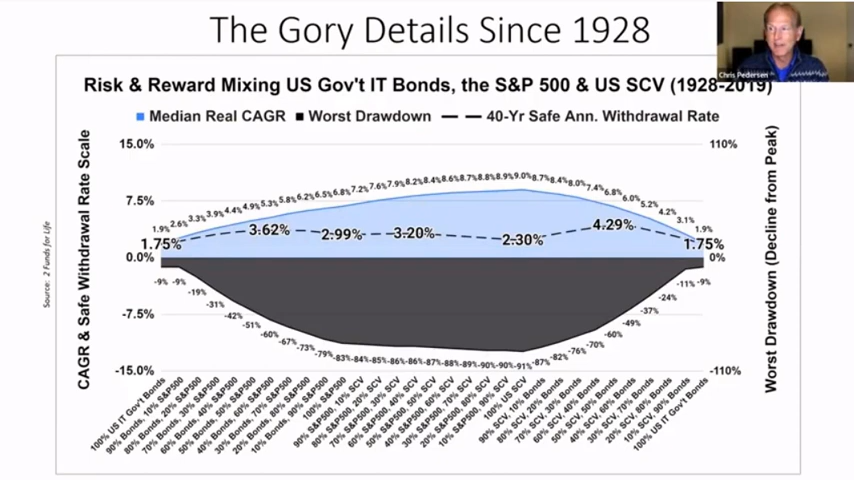 The Gory Details Since 1928
Chris Pedersen
Risk & Reward Mixing US Gov't IT Bonds, the S&P 500 & US SCV (1928-2019)
Median Real CAGR Worst Drawdown 40-Yr Safe Ann. Withdrawal Rate
CAGR & Safe Withdrawal Rate Scale
Worst Drawdown (Decline from Peak)
Source: 2 Funds for Life
15.0% 110%
7.5%
0.0% 0%
-7.5%
-15.0% -110%
1.9% 2.6% 3.3% 3.9% 4.4% 4.9% 5.3% 5.8% 6.2% 6.5% 6.8% 7.2% 7.6% 7.9% 8.2% 8.4% 8.6% 8.7% 8.8% 8.9% 9.0% 8.7% 8.4% 8.0% 7.4% 6.8% 6.0% 5.2% 4.2% 3.1% 1.9%
1.75% 3.62% 2.99% 3.20% 2.30% 4.29% 1.75%
-9% -9% -19% -31% -42% -51% -60% -67% -73% -79% -83% -84% -85% -86% -86% -87% -88% -89% -90% -90% -91% -87% -82% -76% -70% -60% -49% -37% -24% -11% -9%
100% US IT Gov't Bonds
90% Bonds, 10% S&P500
80% Bonds, 20% S&P500
70% Bonds, 30% S&P500
60% Bonds, 40% S&P500
50% Bonds, 50% S&P500
40% Bonds, 60% S&P500
30% Bonds, 70% S&P500
20% Bonds, 80% S&P500
10% Bonds, 90% S&P500
100% S&P500
90% S&P500, 10% SCV
80% S&P500, 20% SCV
70% S&P500, 30% SCV
60% S&P500, 40% SCV
50% S&P500, 50% SCV
40% S&P500, 60% SCV
30% S&P500, 70% SCV
20% S&P500, 80% SCV
10% S&P500, 90% SCV
100% US SCV
90% SCV, 10% Bonds
80% SCV, 20% Bonds
70% SCV, 30% Bonds
60% SCV, 40% Bonds
50% SCV, 50% Bonds
40% SCV, 60% Bonds
30% SCV, 70% Bonds
20% SCV, 80% Bonds
10% SCV, 90% Bonds
100% US IT Gov't Bonds